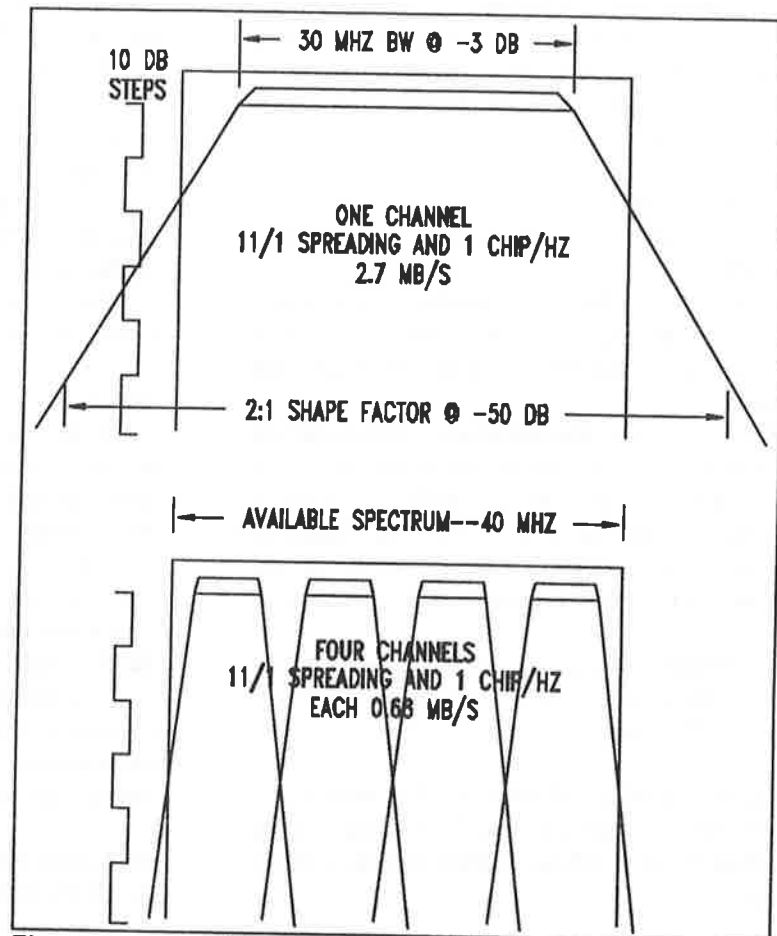 30 MHZ BW @ -3 DB
10 DB
STEPS
ONE CHANNEL
11/1 SPREADING AND 1 CHIP/HZ
2.7 MB/S
2:1 SHAPE FACTOR @ -50 DB
AVAILABLE SPECTRUM--40 MHZ
FOUR CHANNELS
11/1 SPREADING AND 1 CHIP/HZ
EACH 0.68 MB/S